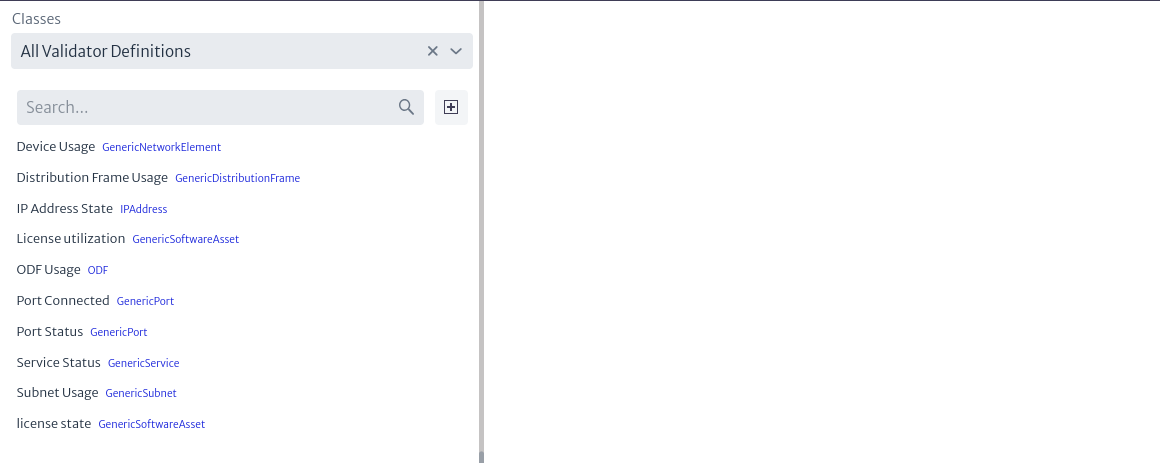 Classes
All Validator Definitions
Search...
Device Usage GenericNetworkElement
Distribution Frame Usage GenericDistributionFrame
IP Address State IPAddress
License utilization GenericSoftwareAsset
ODF Usage ODF
Port Connected GenericPort
Port Status GenericPort
Service Status GenericService
Subnet Usage GenericSubnet
license state GenericSoftwareAsset